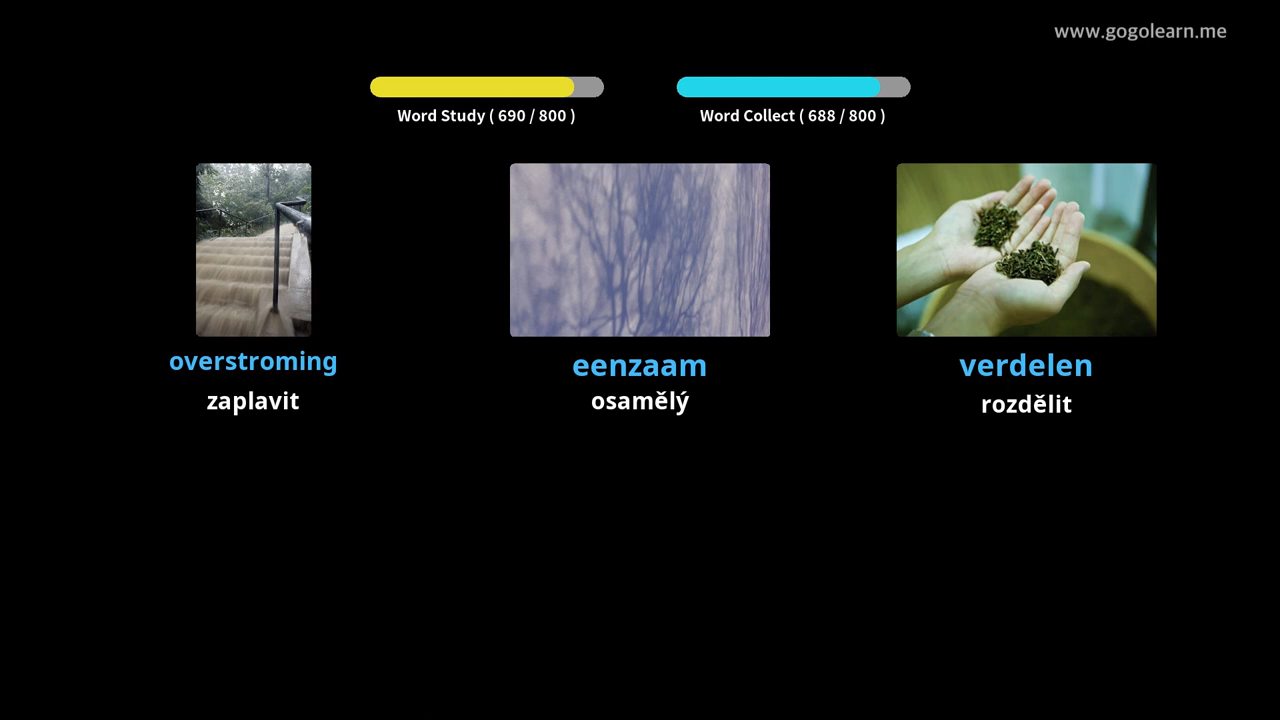 www.gogolearn.me
Word Study ( 690 / 800 )
Word Collect ( 688 / 800 )
overstroming
zaplavit
eenzaam
osamělý
verdelen
rozdělit